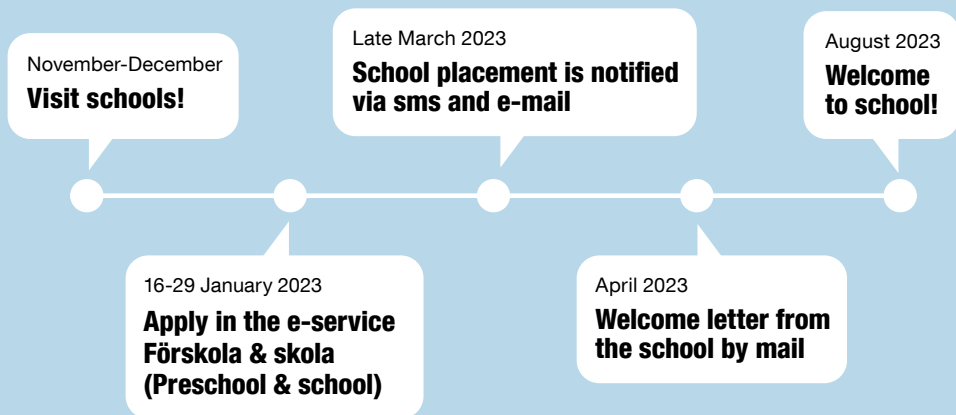 November-December
Visit schools!
16-29 January 2023
Apply in the e-service
Förskola & skola
(Preschool & school)
Late March 2023
School placement is notified
via sms and e-mail
April 2023
Welcome letter from
the school by mail
August 2023
Welcome
to school!